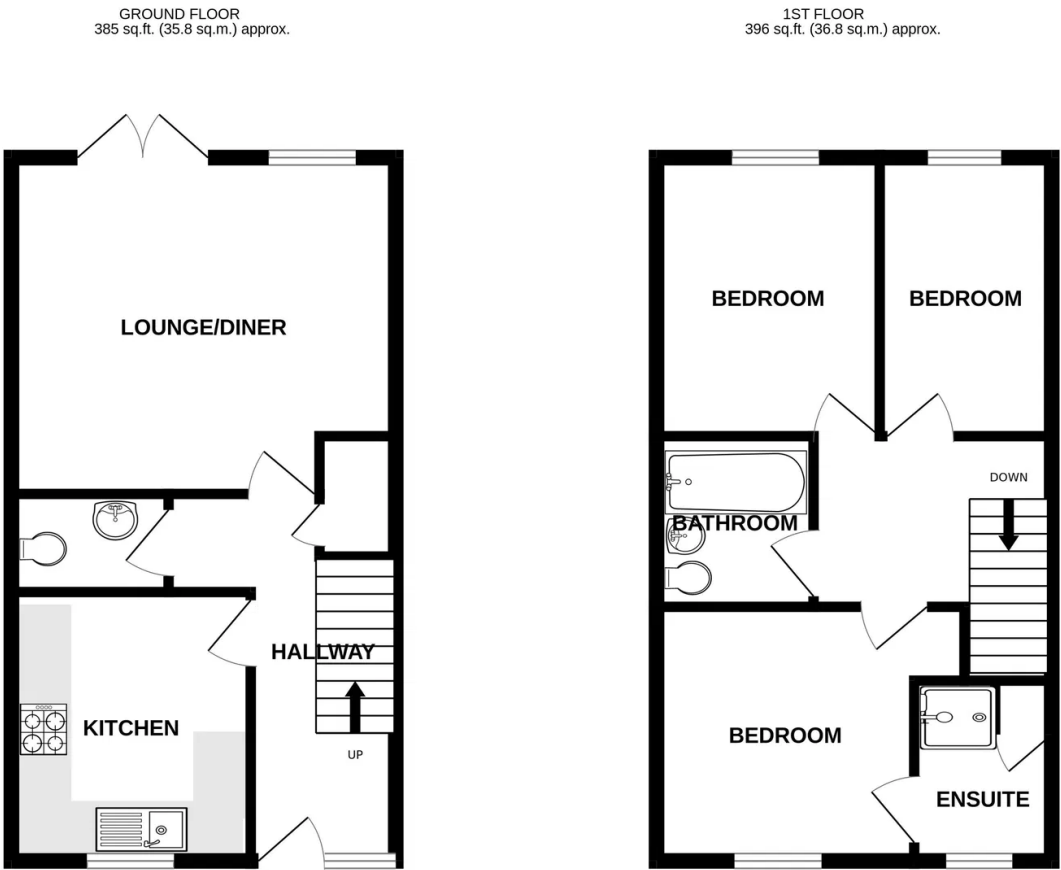 GROUND FLOOR
385 sq.ft. (35.8 sq.m.) approx.
LOUNGE/DINER
HALLWAY
KITCHEN
UP
1ST FLOOR
396 sq.ft. (36.8 sq.m.) approx.
BEDROOM
BEDROOM
DOWN
BATHROOM
BEDROOM
ENSUITE